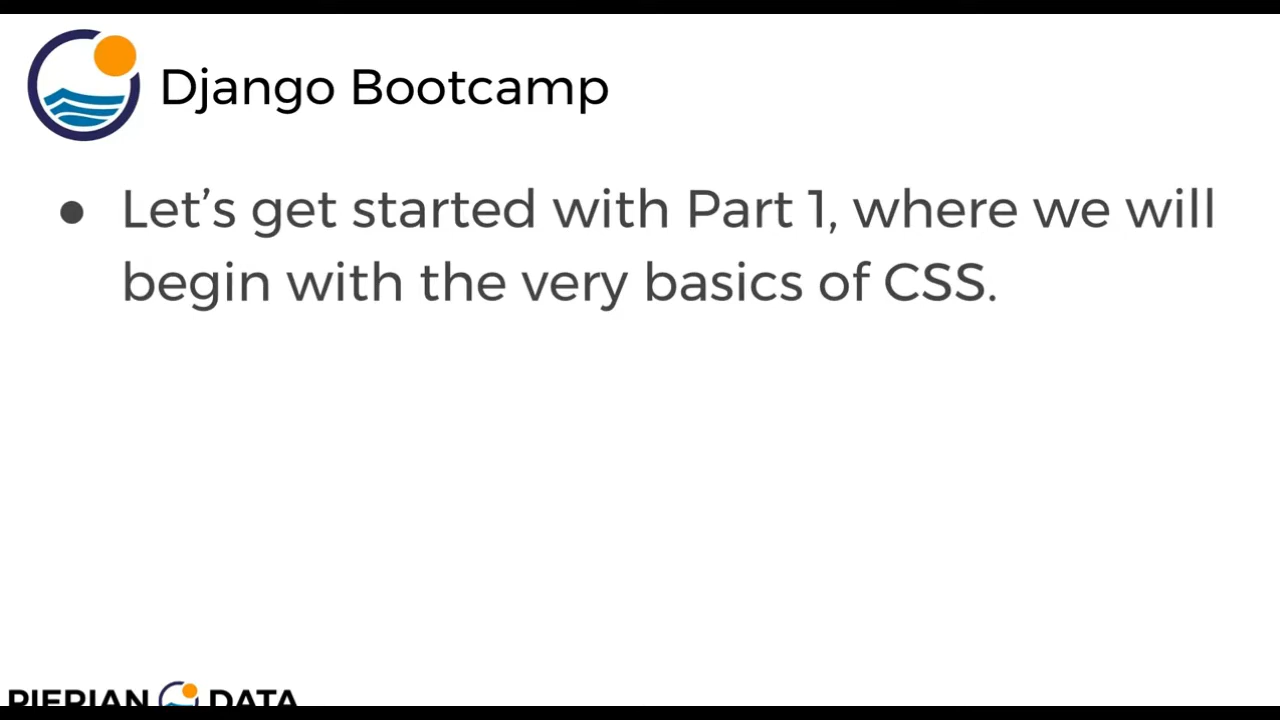 Django Bootcamp
● Let’s get started with Part 1, where we will
begin with the very basics of CSS.
PIERIAN DATA